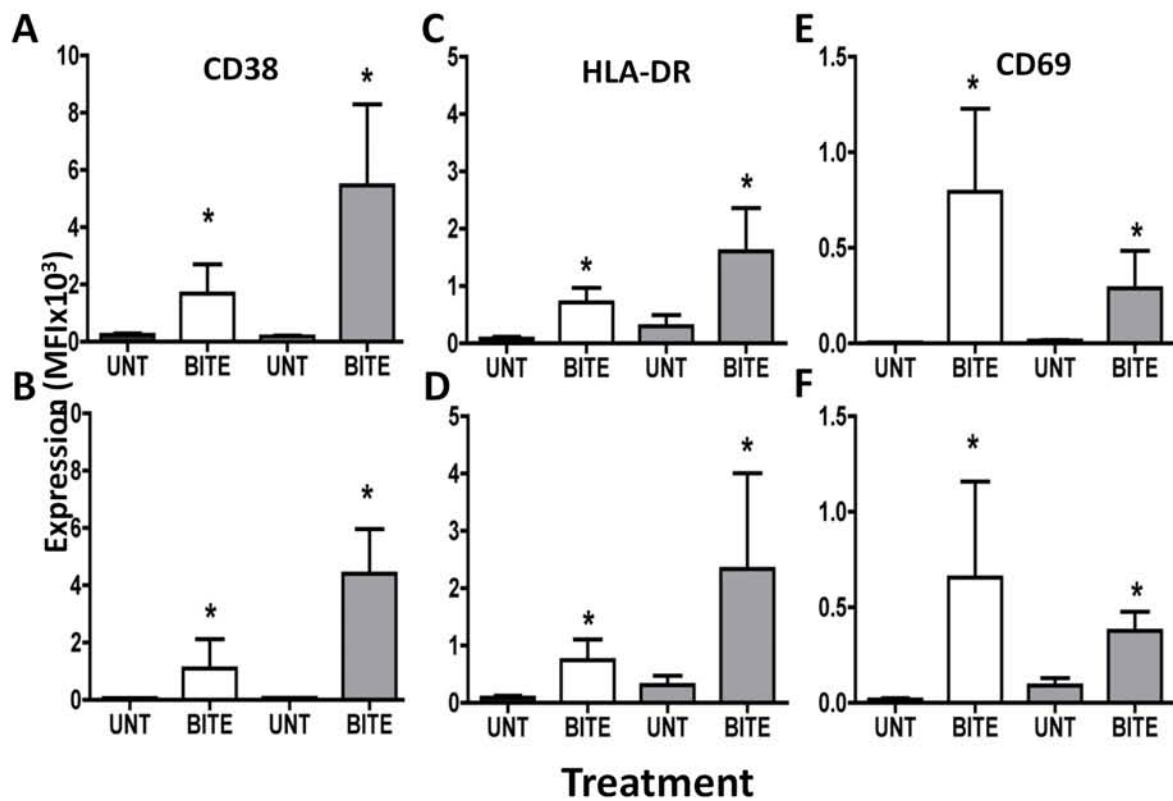 A
CD38
10
8
6
4
2
0
*
*
UNT
BITE
UNT
BITE
C
HLA-DR
5
4
3
2
1
0
*
*
UNT
BITE
UNT
BITE
E
CD69
1.5
1.0
0.5
0.0
*
*
UNT
BITE
UNT
BITE
Expression (MFIx10³)
B
10
8
6
4
2
0
*
*
UNT
BITE
UNT
BITE
D
5
4
3
2
1
0
*
*
UNT
BITE
UNT
BITE
F
1.5
1.0
0.5
0.0
*
*
UNT
BITE
UNT
BITE
Treatment